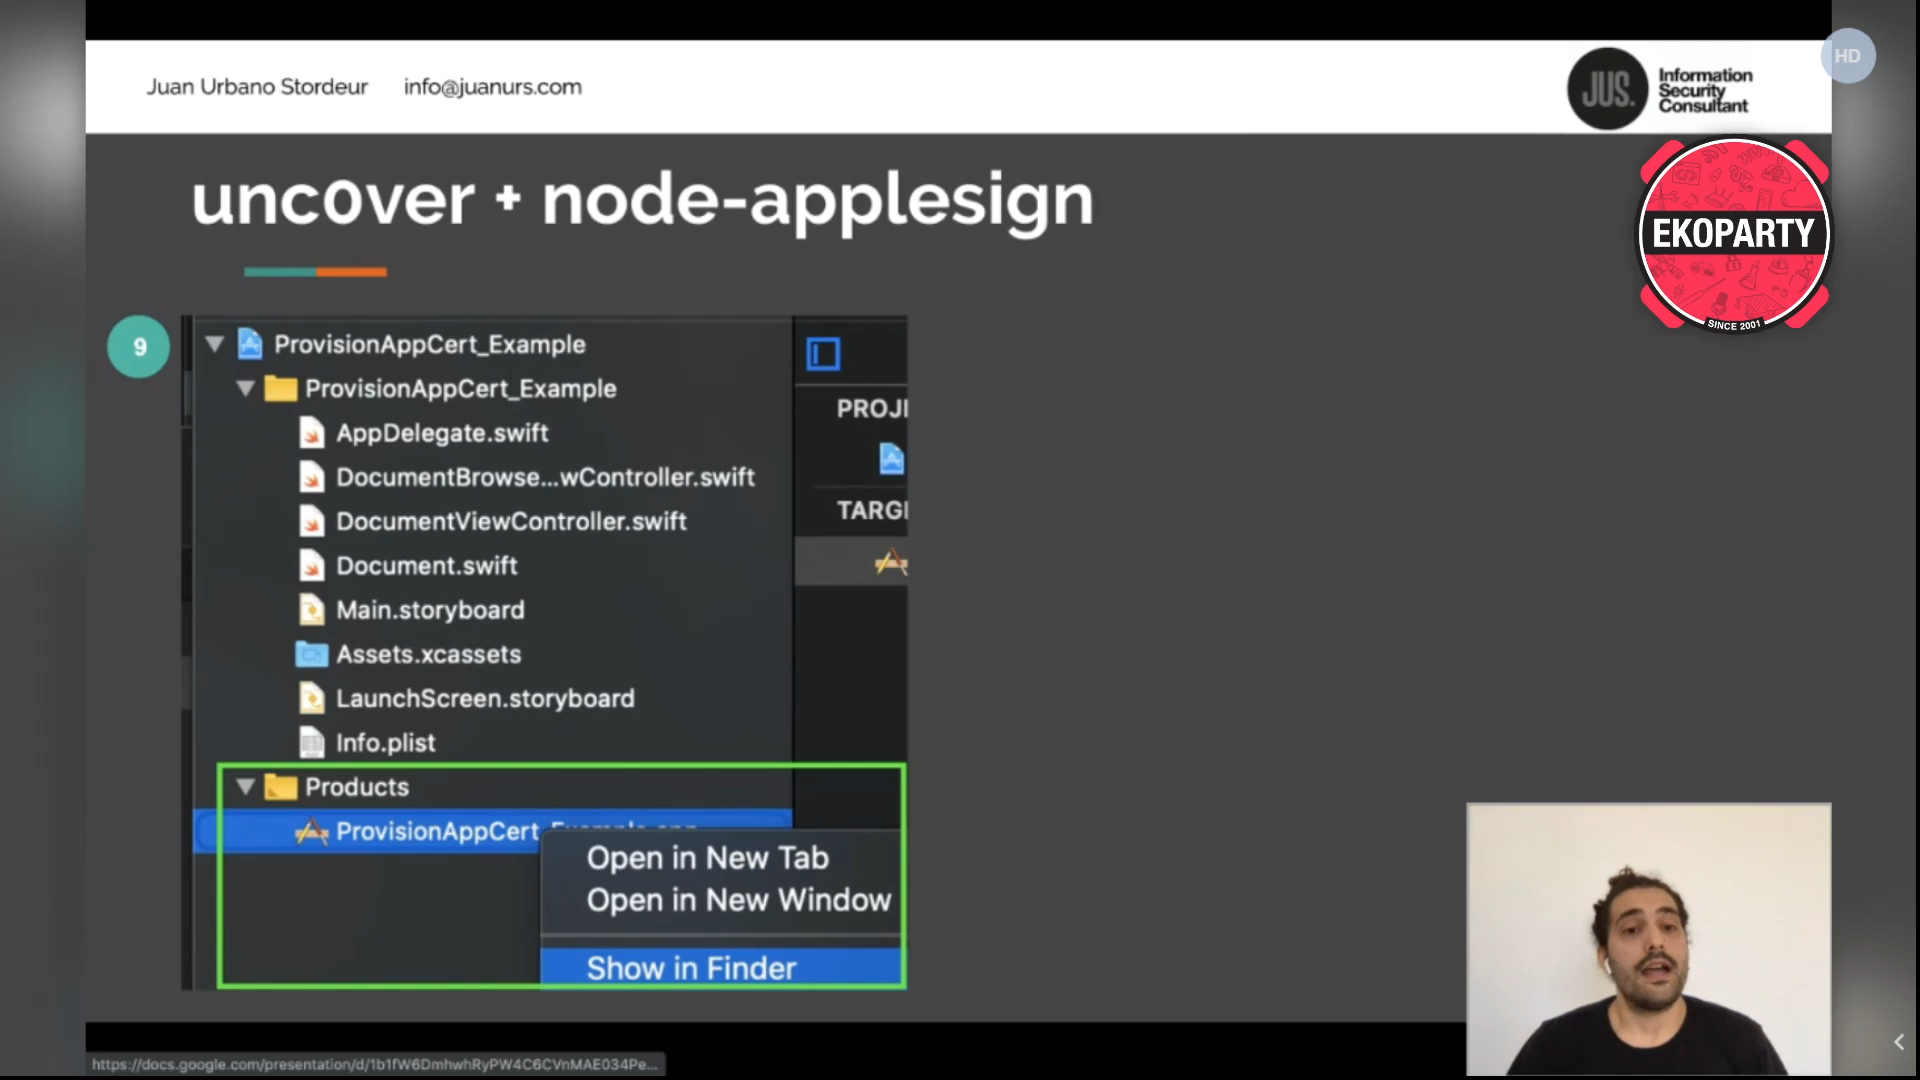 HD
Juan Urbano Stordeur info@juanurs.com
JUS.
Information
Security
Consultant
EKOPARTY
SINCE 2001
unc0ver + node-applesign
9
ProvisionAppCert_Example
ProvisionAppCert_Example
AppDelegate.swift
DocumentBrowse...wController.swift
DocumentViewController.swift
Document.swift
Main.storyboard
Assets.xcassets
LaunchScreen.storyboard
Info.plist
Products
ProvisionAppCert
PROJ
TARG
Open in New Tab
Open in New Window
Show in Finder
https://docs.google.com/presentation/d/1b1fW6DmhwhRyPW4C6CVnMAE034Pe...